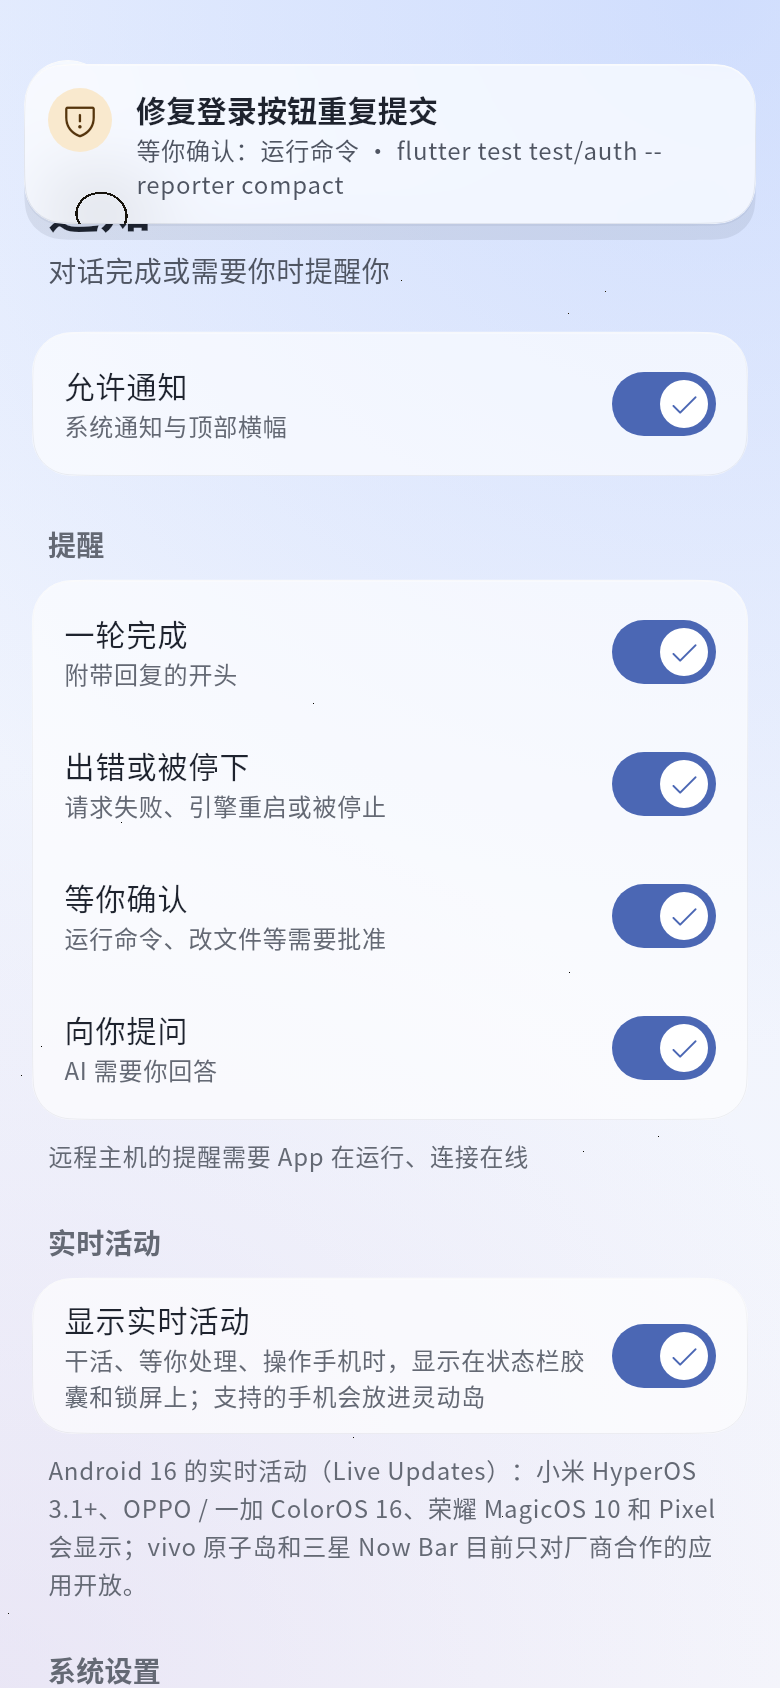 修复登录按钮重复提交
等你确认：运行命令 · flutter test test/auth --
reporter compact
对话完成或需要你时提醒你
允许通知
系统通知与顶部横幅
提醒
一轮完成
附带回复的开头
出错或被停下
请求失败、引擎重启或被停止
等你确认
运行命令、改文件等需要批准
向你提问
AI 需要你回答
远程主机的提醒需要 App 在运行、连接在线
实时活动
显示实时活动
干活、等你处理、操作手机时，显示在状态栏胶
囊和锁屏上；支持的手机会放进灵动岛
Android 16 的实时活动（Live Updates）：小米 HyperOS
3.1+、OPPO / 一加 ColorOS 16、荣耀 MagicOS 10 和 Pixel
会显示；vivo 原子岛和三星 Now Bar 目前只对厂商合作的应
用开放。
系统设置